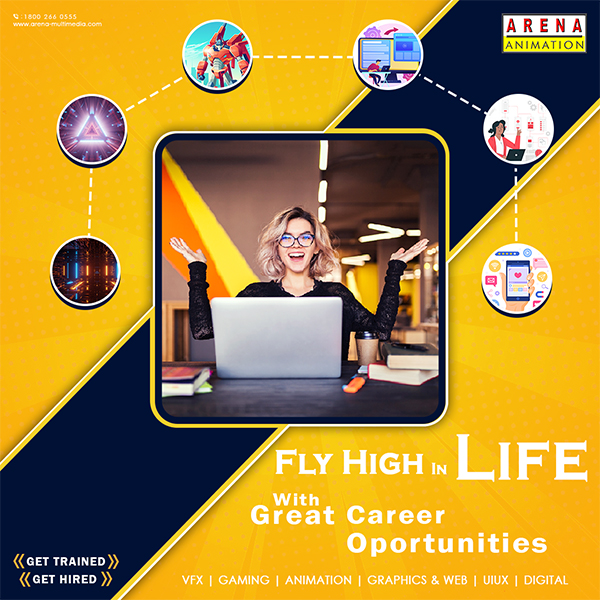 1800 266 0555
www.arena-multimedia.com
ARENA
ANIMATION
FLY HIGH IN LIFE
With
Great Career
Oportunities
GET TRAINED
GET HIRED
VFX | GAMING | ANIMATION | GRAPHICS & WEB | UIUX | DIGITAL